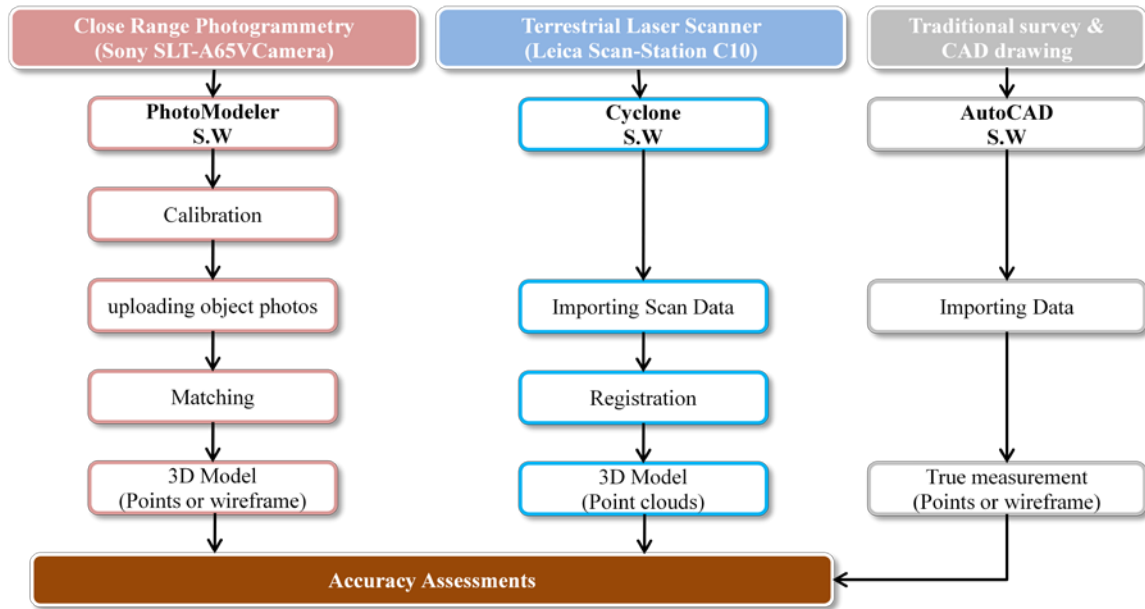 Close Range Photogrammetry
(Sony SLT-A65VCamera)
PhotoModeler
S.W
Calibration
uploading object photos
Matching
3D Model
(Points or wireframe)
Terrestrial Laser Scanner
(Leica Scan-Station C10)
Cyclone
S.W
Importing Scan Data
Registration
3D Model
(Point clouds)
Traditional survey &
CAD drawing
AutoCAD
S.W
Importing Data
True measurement
(Points or wireframe)
Accuracy Assessments